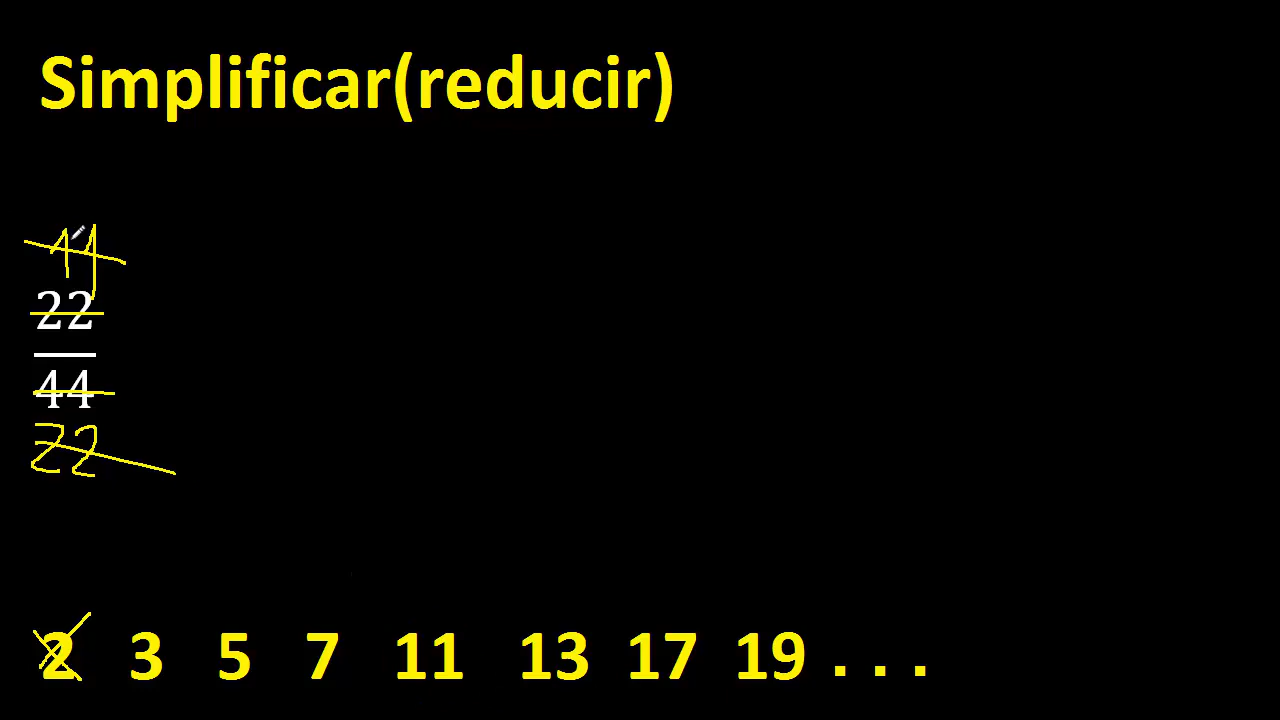 Simplificar(reducir)
11
22
44
22
2 3 5 7 11 13 17 19 . . .